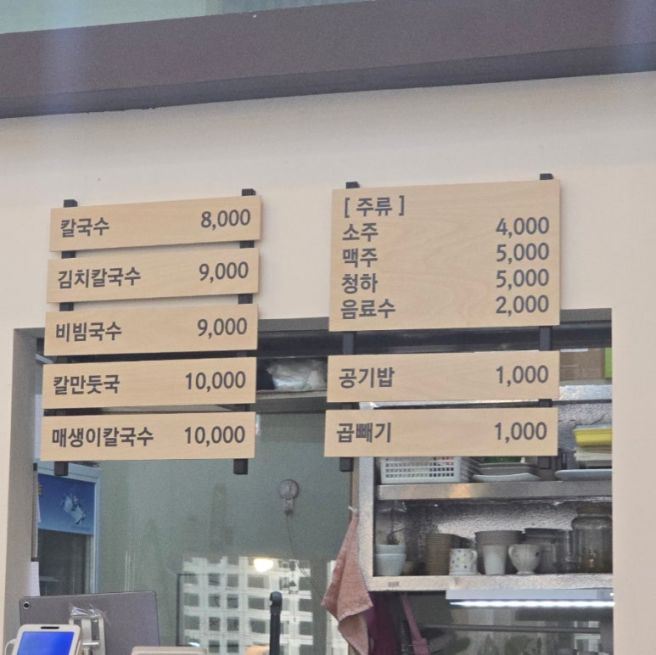 칼국수 8,000
김치칼국수 9,000
비빔국수 9,000
칼만둣국 10,000
매생이칼국수 10,000
[ 주류 ]
소주 4,000
맥주 5,000
청하 5,000
음료수 2,000
공기밥 1,000
곱빼기 1,000